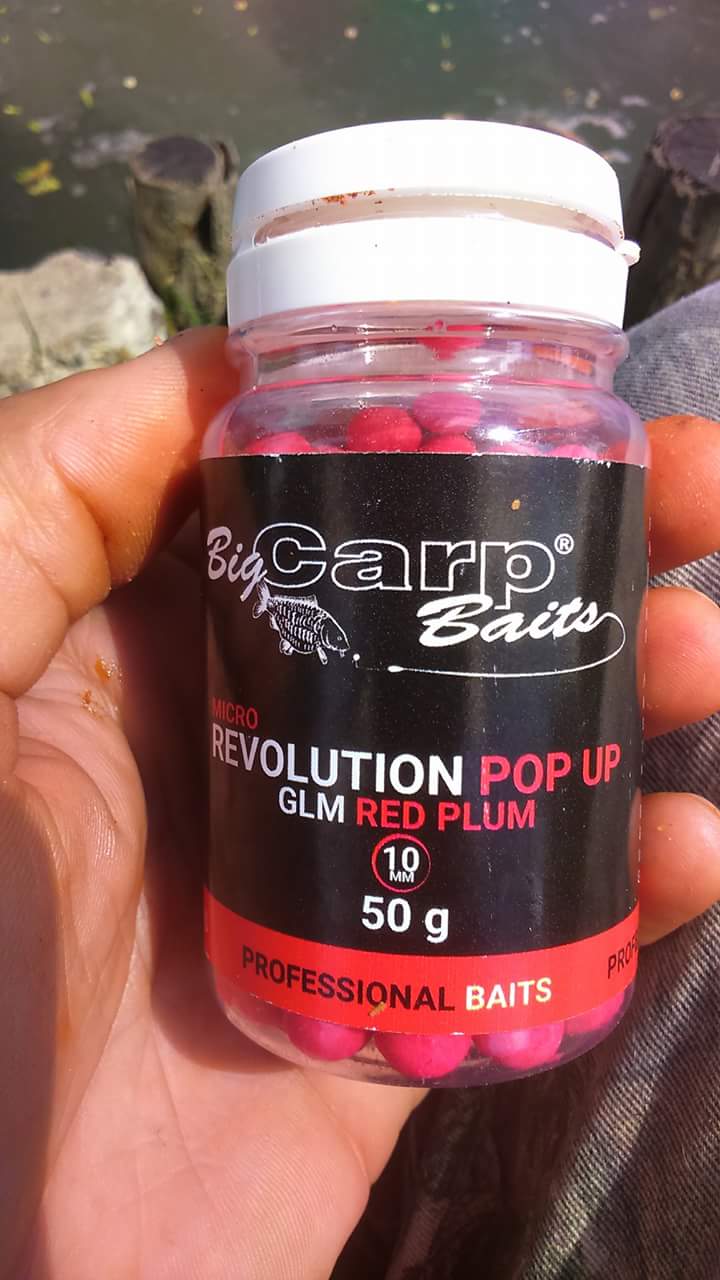 Big Carp®
Baits
MICRO
REVOLUTION POP UP
GLM RED PLUM
10
MM
50 g
PROFESSIONAL BAITS